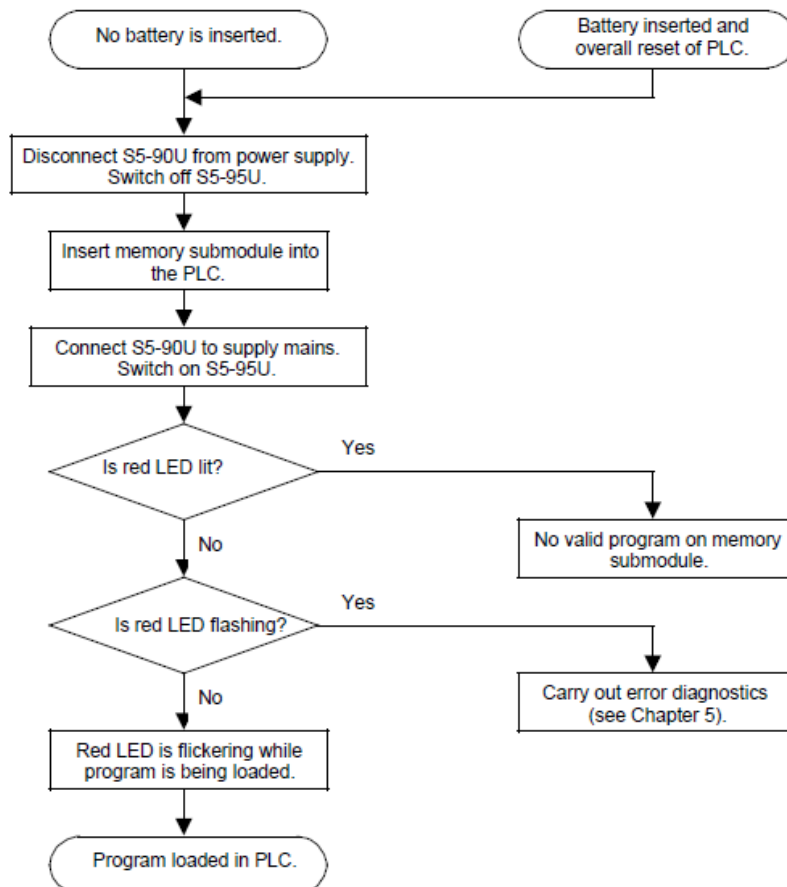 No battery is inserted.
Battery inserted and
overall reset of PLC.
Disconnect S5-90U from power supply.
Switch off S5-95U.
Insert memory submodule into
the PLC.
Connect S5-90U to supply mains.
Switch on S5-95U.
Is red LED lit?
Yes
No valid program on memory
submodule.
No
Is red LED flashing?
Yes
Carry out error diagnostics
(see Chapter 5).
No
Red LED is flickering while
program is being loaded.
Program loaded in PLC.